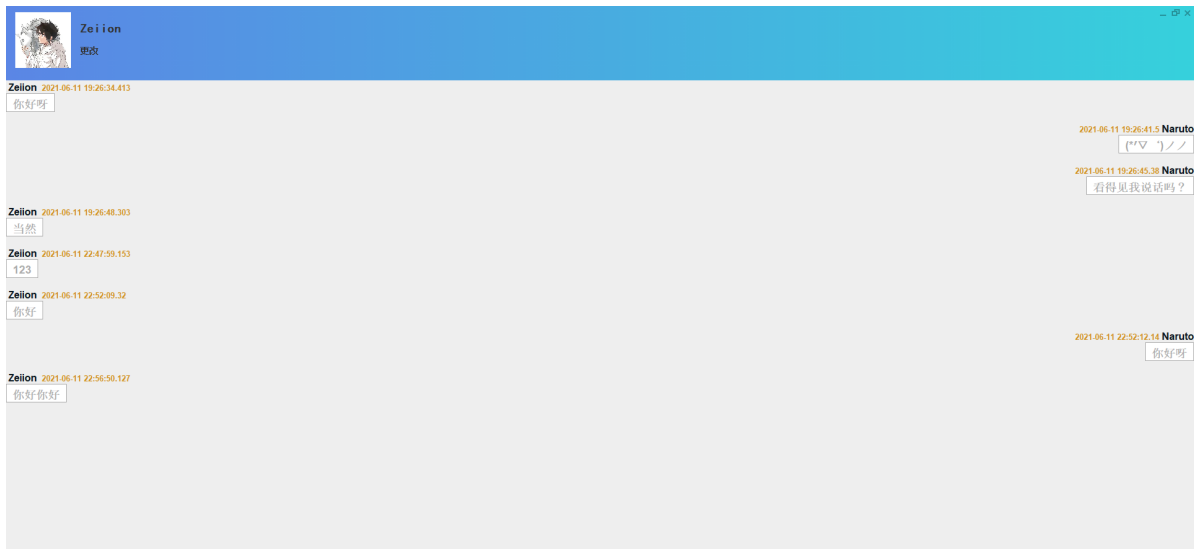 Zeiion
更改
Zeiion 2021-06-11 19:26:34.413
你好呀
2021-06-11 19:26:41.5 Naruto
(*′▽｀)ノノ
2021-06-11 19:26:45.38 Naruto
看得见我说话吗？
Zeiion 2021-06-11 19:26:48.303
当然
Zeiion 2021-06-11 22:47:59.153
123
Zeiion 2021-06-11 22:52:09.32
你好
2021-06-11 22:52:12.14 Naruto
你好呀
Zeiion 2021-06-11 22:56:50.127
你好你好